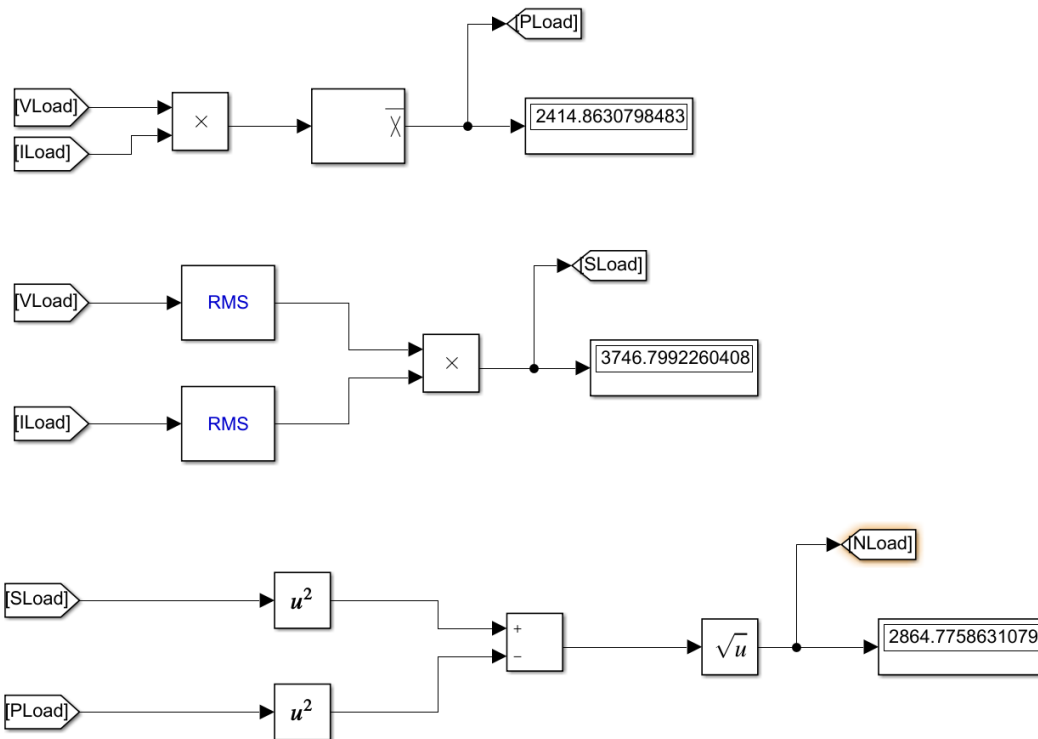 [PLoad]
[VLoad]
×
X
2414.8630798483
[ILoad]
[SLoad]
[VLoad]
RMS
×
3746.7992260408
[ILoad]
RMS
[NLoad]
[SLoad]
u²
+
−
√u
2864.7758631079
[PLoad]
u²